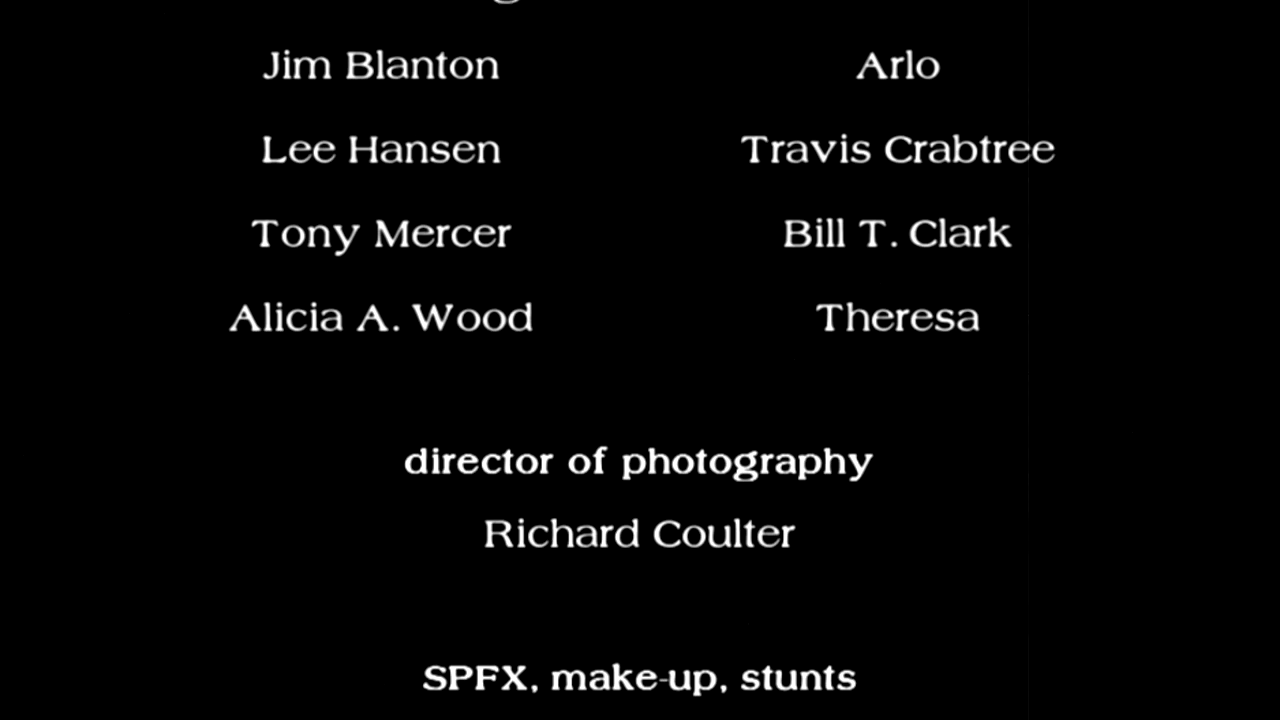 Jim Blanton Arlo
Lee Hansen Travis Crabtree
Tony Mercer Bill T. Clark
Alicia A. Wood Theresa
director of photography
Richard Coulter
SPFX, make-up, stunts